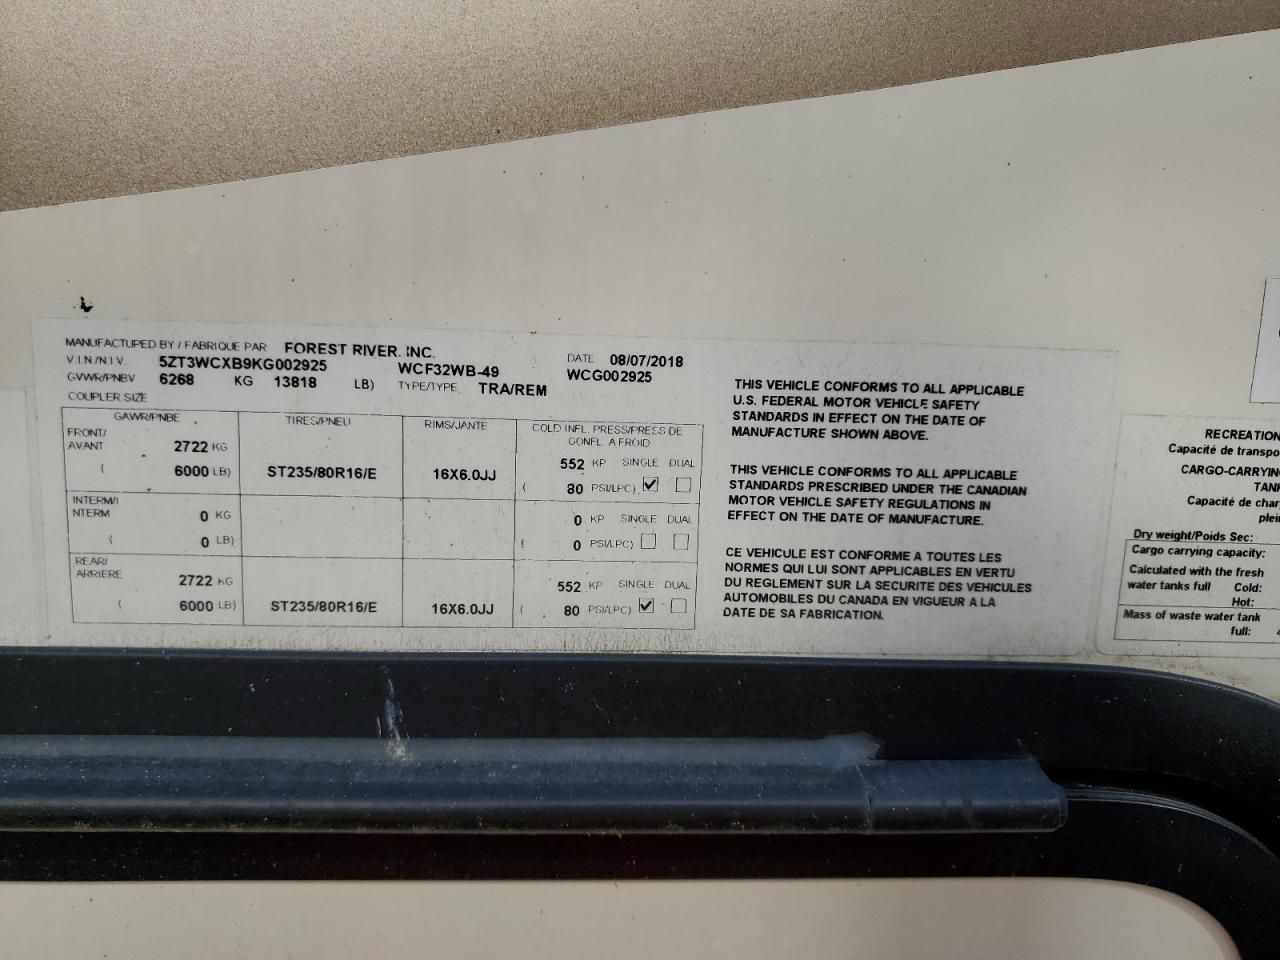 MANUFACTURED BY / FABRIQUE PAR FOREST RIVER, INC. DATE 08/07/2018
V.I.N./N.I.V. 5ZT3WCXB9KG002925 WCF32WB-49 WCG002925
GVWR/PNBV 6268 KG 13818 LB) TYPE/TYPE TRA/REM
COUPLER SIZE
GAWR/PNBE TIRES/PNEU RIMS/JANTE COLD INFL. PRESS/PRESS DE
GONFL. A FROID
FRONT/
AVANT 2722 KG 552 KP SINGLE DUAL
( 6000 LB) ST235/80R16/E 16X6.0JJ ( 80 PSI/LPC)
INTERM/I
NTERM 0 KG 0 KP SINGLE DUAL
( 0 LB) ( 0 PSI/LPC)
REAR/
ARRIERE 2722 KG 552 KP SINGLE DUAL
( 6000 LB) ST235/80R16/E 16X6.0JJ ( 80 PSI/LPC)
THIS VEHICLE CONFORMS TO ALL APPLICABLE
U.S. FEDERAL MOTOR VEHICLE SAFETY
STANDARDS IN EFFECT ON THE DATE OF
MANUFACTURE SHOWN ABOVE.
THIS VEHICLE CONFORMS TO ALL APPLICABLE
STANDARDS PRESCRIBED UNDER THE CANADIAN
MOTOR VEHICLE SAFETY REGULATIONS IN
EFFECT ON THE DATE OF MANUFACTURE.
CE VEHICULE EST CONFORME A TOUTES LES
NORMES QUI LUI SONT APPLICABLES EN VERTU
DU REGLEMENT SUR LA SECURITE DES VEHICULES
AUTOMOBILES DU CANADA EN VIGUEUR A LA
DATE DE SA FABRICATION.
RECREATION
Capacité de transpo
CARGO-CARRYING
TANK
Capacité de char
plein
Dry weight/Poids Sec:
Cargo carrying capacity:
Calculated with the fresh
water tanks full Cold:
Hot:
Mass of waste water tank
full: